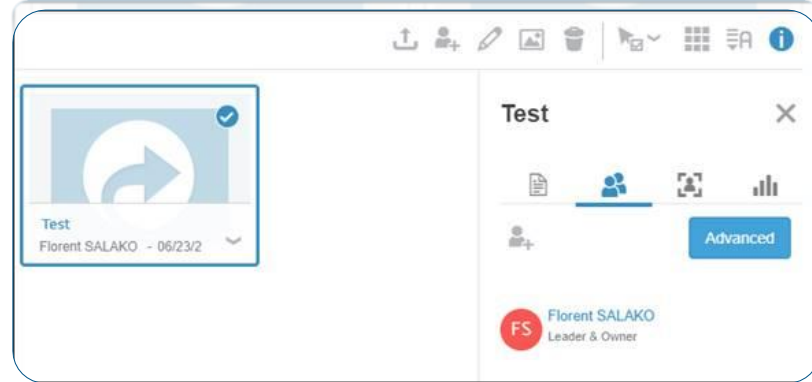 Test
Florent SALAKO - 06/23/2
Test
Advanced
FS
Florent SALAKO
Leader & Owner